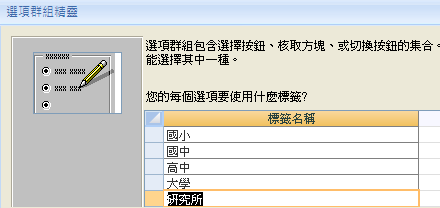 選項群組精靈
選項群組包含選擇按鈕、核取方塊、或切換按鈕的集合。
能選擇其中一種。
您的每個選項要使用什麼標籤?
標籤名稱
國小
國中
高中
大學
研究所